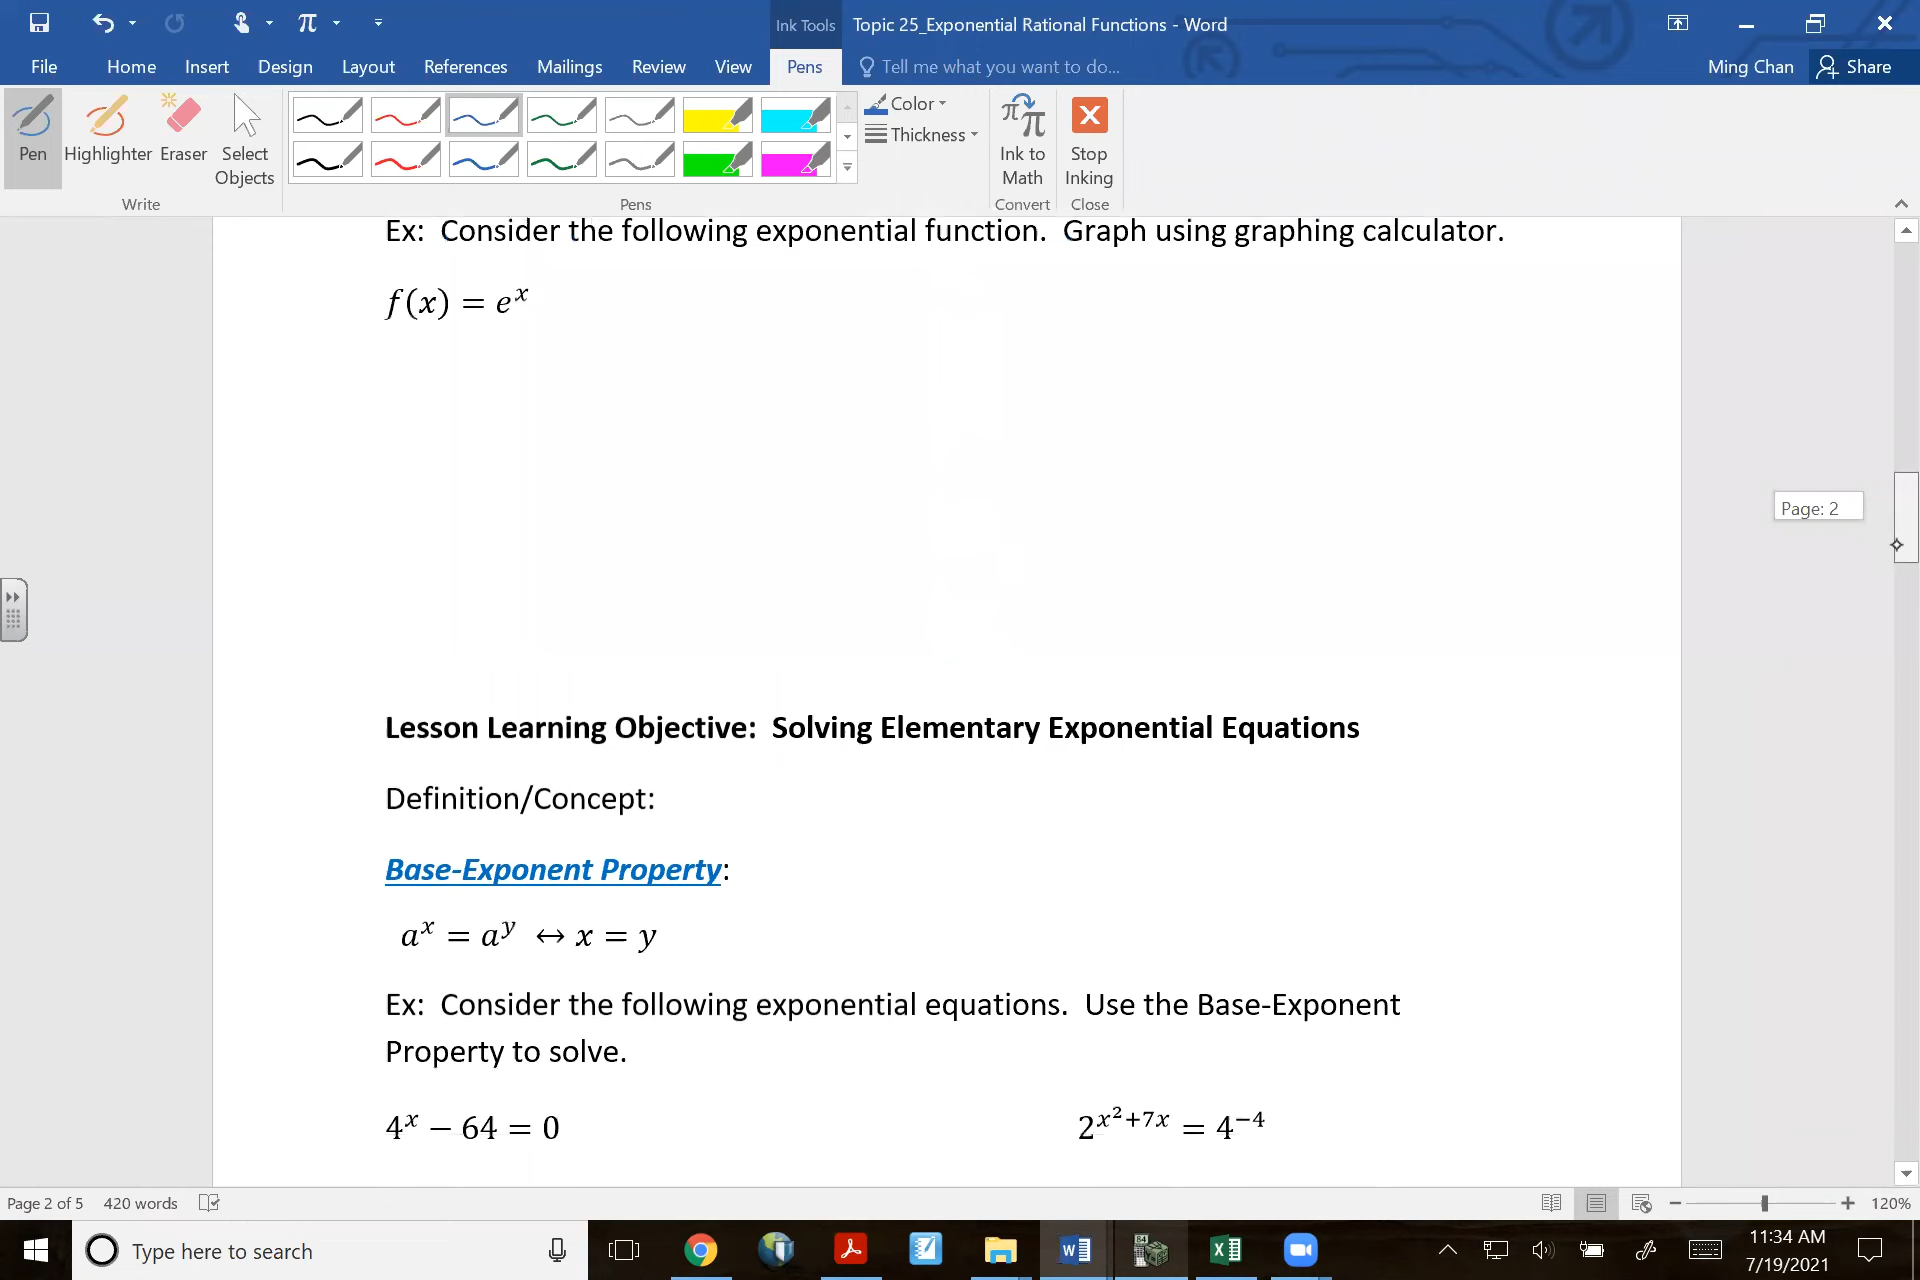 Ink Tools
Topic 25_Exponential Rational Functions - Word
File Home Insert Design Layout References Mailings Review View Pens Tell me what you want to do... Ming Chan Share
Pen Highlighter Eraser Select Objects
Color
Thickness
Ink to Math
Stop Inking
Write Pens Convert Close
Ex: Consider the following exponential function. Graph using graphing calculator.
f(x) = e^x
Page: 2
Lesson Learning Objective: Solving Elementary Exponential Equations
Definition/Concept:
Base-Exponent Property:
a^x = a^y ↔ x = y
Ex: Consider the following exponential equations. Use the Base-Exponent
Property to solve.
4^x − 64 = 0 2^{x²+7x} = 4^{−4}
Page 2 of 5 420 words 120%
Type here to search
11:34 AM
7/19/2021